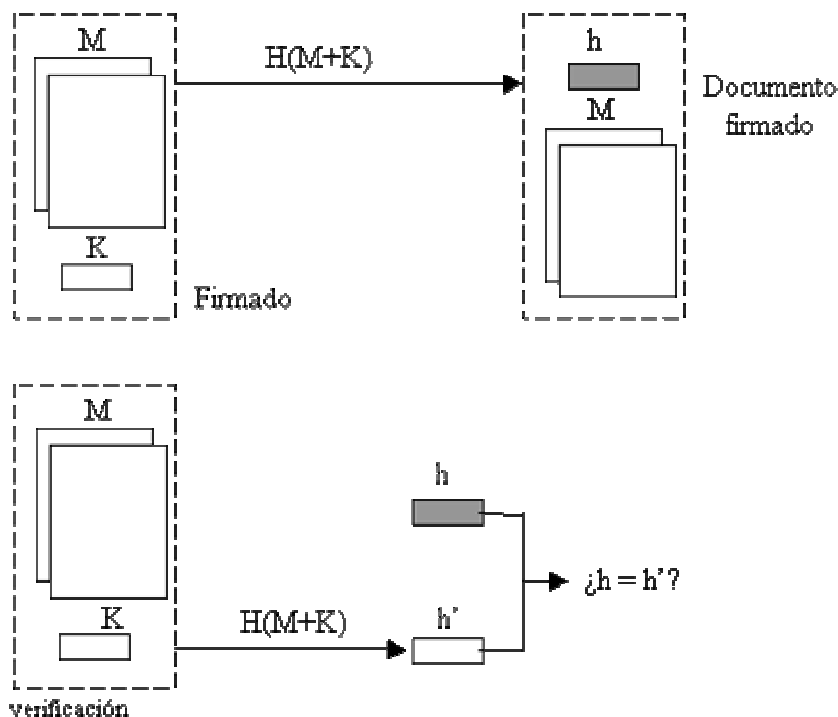 M
H(M+K)
h
Documento
firmado
M
K
Firmado
M
h
¿h = h'?
K
H(M+K)
h'
verificación